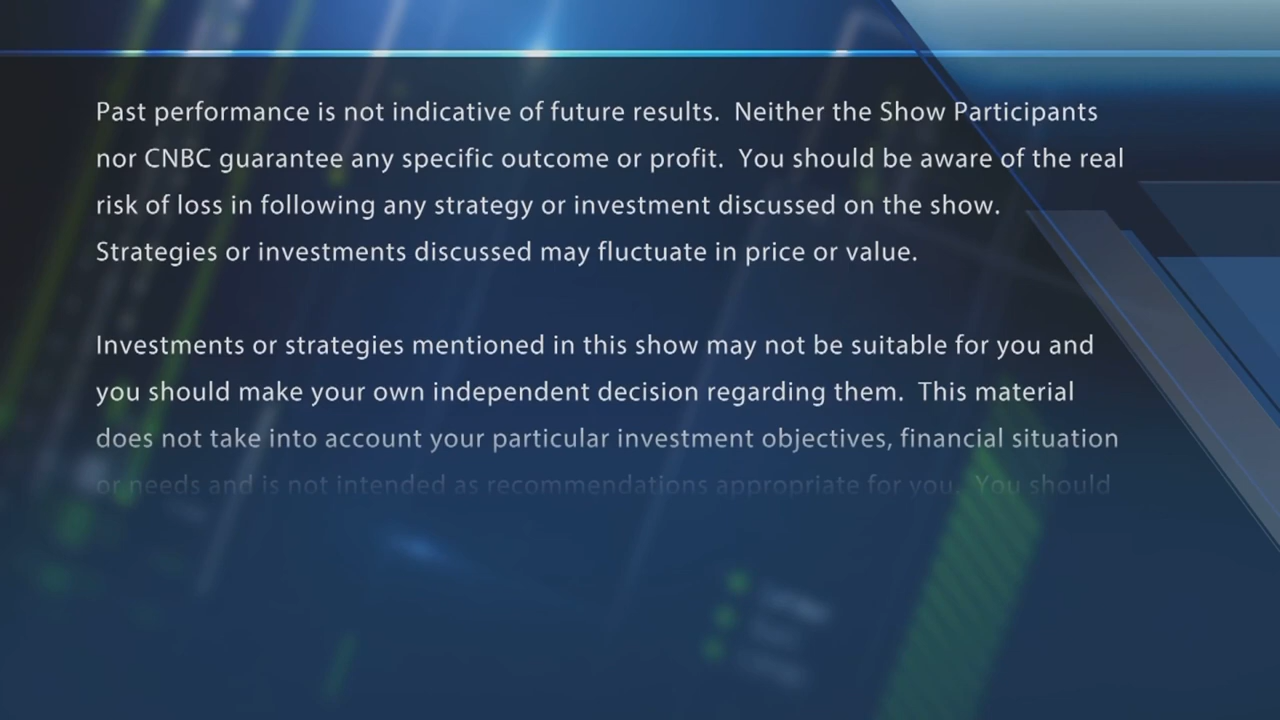 Past performance is not indicative of future results.  Neither the Show Participants
nor CNBC guarantee any specific outcome or profit.  You should be aware of the real
risk of loss in following any strategy or investment discussed on the show.
Strategies or investments discussed may fluctuate in price or value.
Investments or strategies mentioned in this show may not be suitable for you and
you should make your own independent decision regarding them.  This material
does not take into account your particular investment objectives, financial situation
or needs and is not intended as recommendations appropriate for you.  You should